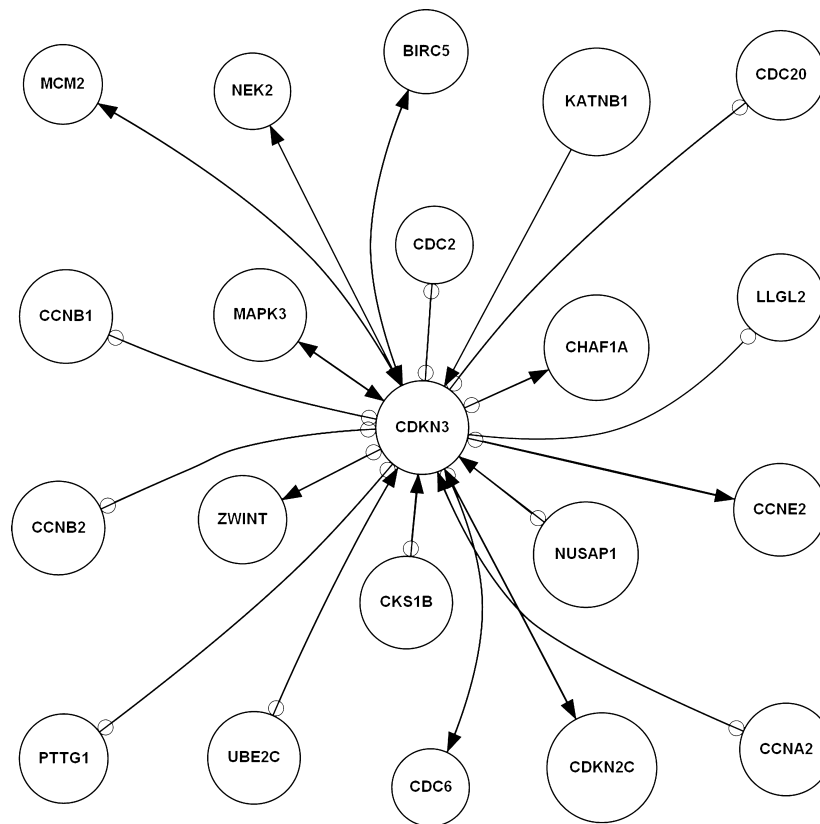 BIRC5
MCM2
NEK2
KATNB1
CDC20
CDC2
CCNB1
MAPK3
CHAF1A
LLGL2
CDKN3
CCNB2
ZWINT
NUSAP1
CCNE2
CKS1B
PTTG1
UBE2C
CDC6
CDKN2C
CCNA2